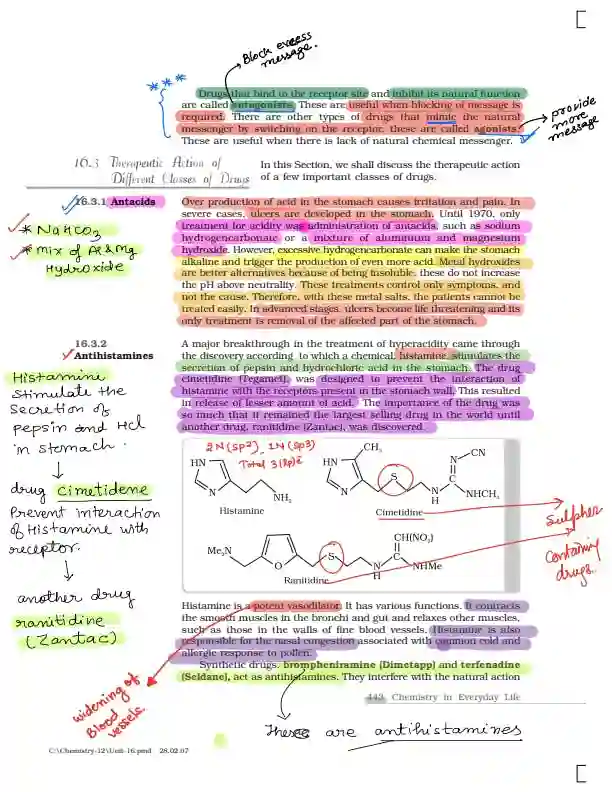 Block excess
message.
***
Drugs that bind to the receptor site and inhibit its natural function
are called antagonists. These are useful when blocking of message is
required. There are other types of drugs that mimic the natural
messenger by switching on the receptor, these are called agonists.
These are useful when there is lack of natural chemical messenger.
provide
more
message
16.3 Therapeutic Action of
Different Classes of Drugs
In this Section, we shall discuss the therapeutic action
of a few important classes of drugs.
16.3.1 Antacids
* NaHCO3
* mix of Al & Mg
Hydroxide
Over production of acid in the stomach causes irritation and pain. In
severe cases, ulcers are developed in the stomach. Until 1970, only
treatment for acidity was administration of antacids, such as sodium
hydrogencarbonate or a mixture of aluminium and magnesium
hydroxide. However, excessive hydrogencarbonate can make the stomach
alkaline and trigger the production of even more acid. Metal hydroxides
are better alternatives because of being insoluble, these do not increase
the pH above neutrality. These treatments control only symptoms, and
not the cause. Therefore, with these metal salts, the patients cannot be
treated easily. In advanced stages, ulcers become life threatening and its
only treatment is removal of the affected part of the stomach.
16.3.2
Antihistamines
A major breakthrough in the treatment of hyperacidity came through
the discovery according to which a chemical, histamine, stimulates the
secretion of pepsin and hydrochloric acid in the stomach. The drug
cimetidine (Tegamet), was designed to prevent the interaction of
histamine with the receptors present in the stomach wall. This resulted
in release of lesser amount of acid. The importance of the drug was
so much that it remained the largest selling drug in the world until
another drug, ranitidine (Zantac), was discovered.
Histamine
stimulate the
secretion of
pepsin and Hcl
in stomach.
drug cimetidene
Prevent interaction
of Histamine with
receptor.
another drug
ranitidine
(Zantac)
2N(sp2), 1N(sp3)
Total 3(lp)e
HN
N
NH2
Histamine
CH3
HN
N
S
N
H
N
CN
NHCH3
Cimetidine
Me2N
O
S
N
H
CH(NO2)
NHMe
Ranitidine
Sulpher
Containing
drugs.
Histamine is a potent vasodilator. It has various functions. It contracts
the smooth muscles in the bronchi and gut and relaxes other muscles,
such as those in the walls of fine blood vessels. Histamine is also
responsible for the nasal congestion associated with common cold and
allergic response to pollen.
Synthetic drugs, brompheniramine (Dimetapp) and terfenadine
(Seldane), act as antihistamines. They interfere with the natural action
widening of
Blood
vessels.
443 Chemistry in Everyday Life
These are antihistamines
C:\Chemistry-12\Unit-16.pmd 28.02.07